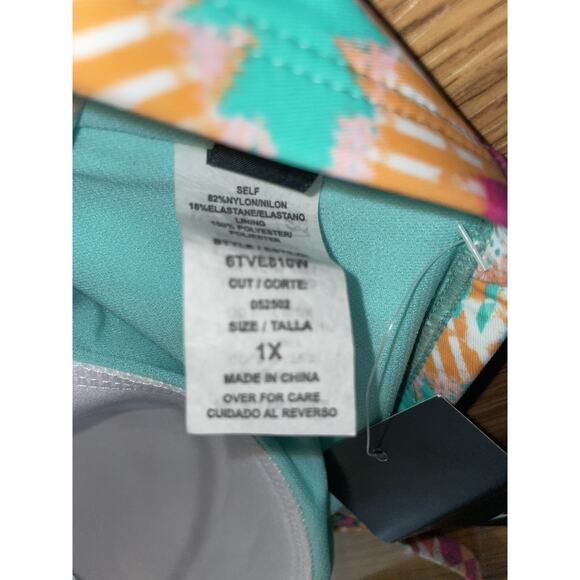 SELF
82%NYLON/NILON
18%ELASTANE/ELASTANO
LINING
100% POLYESTER/
POLIESTER
STYLE /
6TVE810W
CUT / CORTE:
052502
SIZE / TALLA
1X
MADE IN CHINA
OVER FOR CARE
CUIDADO AL REVERSO